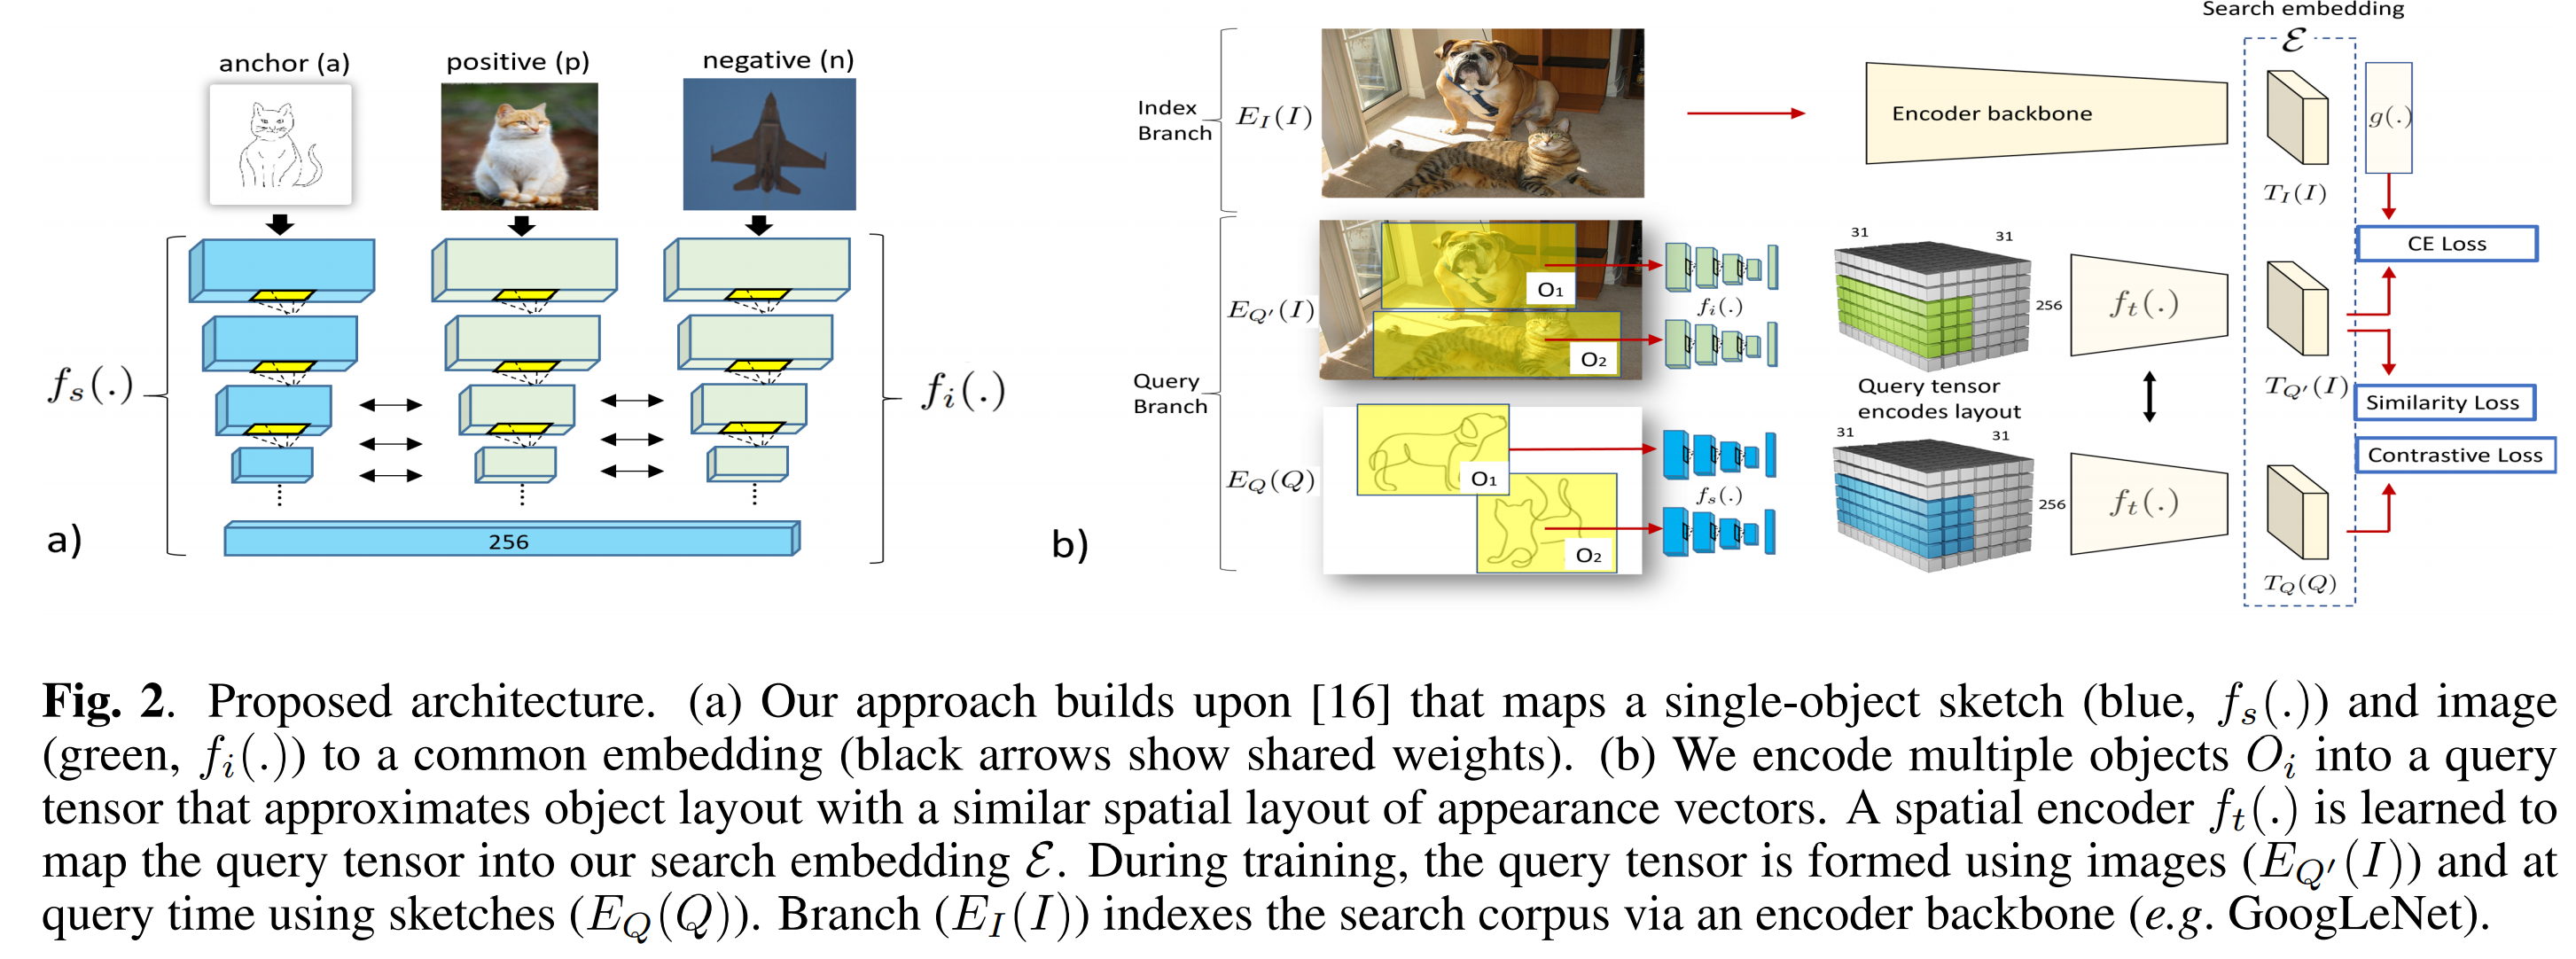 anchor (a)
positive (p)
negative (n)
f_s(.)
f_i(.)
256
a)
Search embedding
ℰ
Index
Branch
E_I(I)
Encoder backbone
T_I(I)
g(.)
CE Loss
Query
Branch
E_{Q'}(I)
O₁
O₂
f_i(.)
31
31
256
f_t(.)
T_{Q'}(I)
Query tensor
encodes layout
Similarity Loss
Contrastive Loss
E_Q(Q)
O₁
O₂
f_s(.)
31
31
256
f_t(.)
T_Q(Q)
b)
Fig. 2. Proposed architecture. (a) Our approach builds upon [16] that maps a single-object sketch (blue, f_s(.)) and image
(green, f_i(.)) to a common embedding (black arrows show shared weights). (b) We encode multiple objects O_i into a query
tensor that approximates object layout with a similar spatial layout of appearance vectors. A spatial encoder f_t(.) is learned to
map the query tensor into our search embedding ℰ. During training, the query tensor is formed using images (E_{Q'}(I)) and at
query time using sketches (E_Q(Q)). Branch (E_I(I)) indexes the search corpus via an encoder backbone (e.g. GoogLeNet).